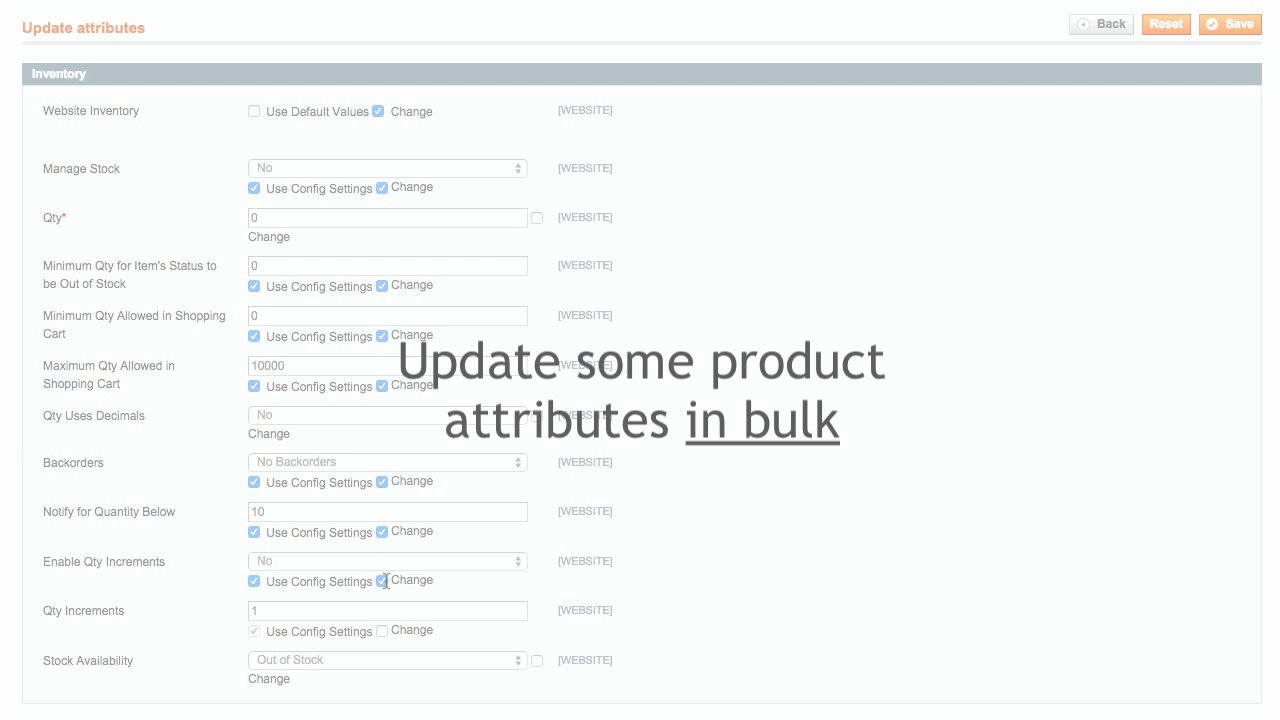 Update attributes
Back Reset Save
Inventory
Website Inventory Use Default Values Change [WEBSITE]
Manage Stock No [WEBSITE]
Use Config Settings Change
Qty* 0 [WEBSITE]
Change
Minimum Qty for Item's Status to 0 [WEBSITE]
be Out of Stock Use Config Settings Change
Minimum Qty Allowed in Shopping 0 [WEBSITE]
Cart Use Config Settings Change
Maximum Qty Allowed in 10000
Shopping Cart Use Config Settings Change
Update some product
attributes in bulk
Qty Uses Decimals No [WEBSITE]
Change
Backorders No Backorders [WEBSITE]
Use Config Settings Change
Notify for Quantity Below 10 [WEBSITE]
Use Config Settings Change
Enable Qty Increments No [WEBSITE]
Use Config Settings Change
Qty Increments 1 [WEBSITE]
Use Config Settings Change
Stock Availability Out of Stock [WEBSITE]
Change